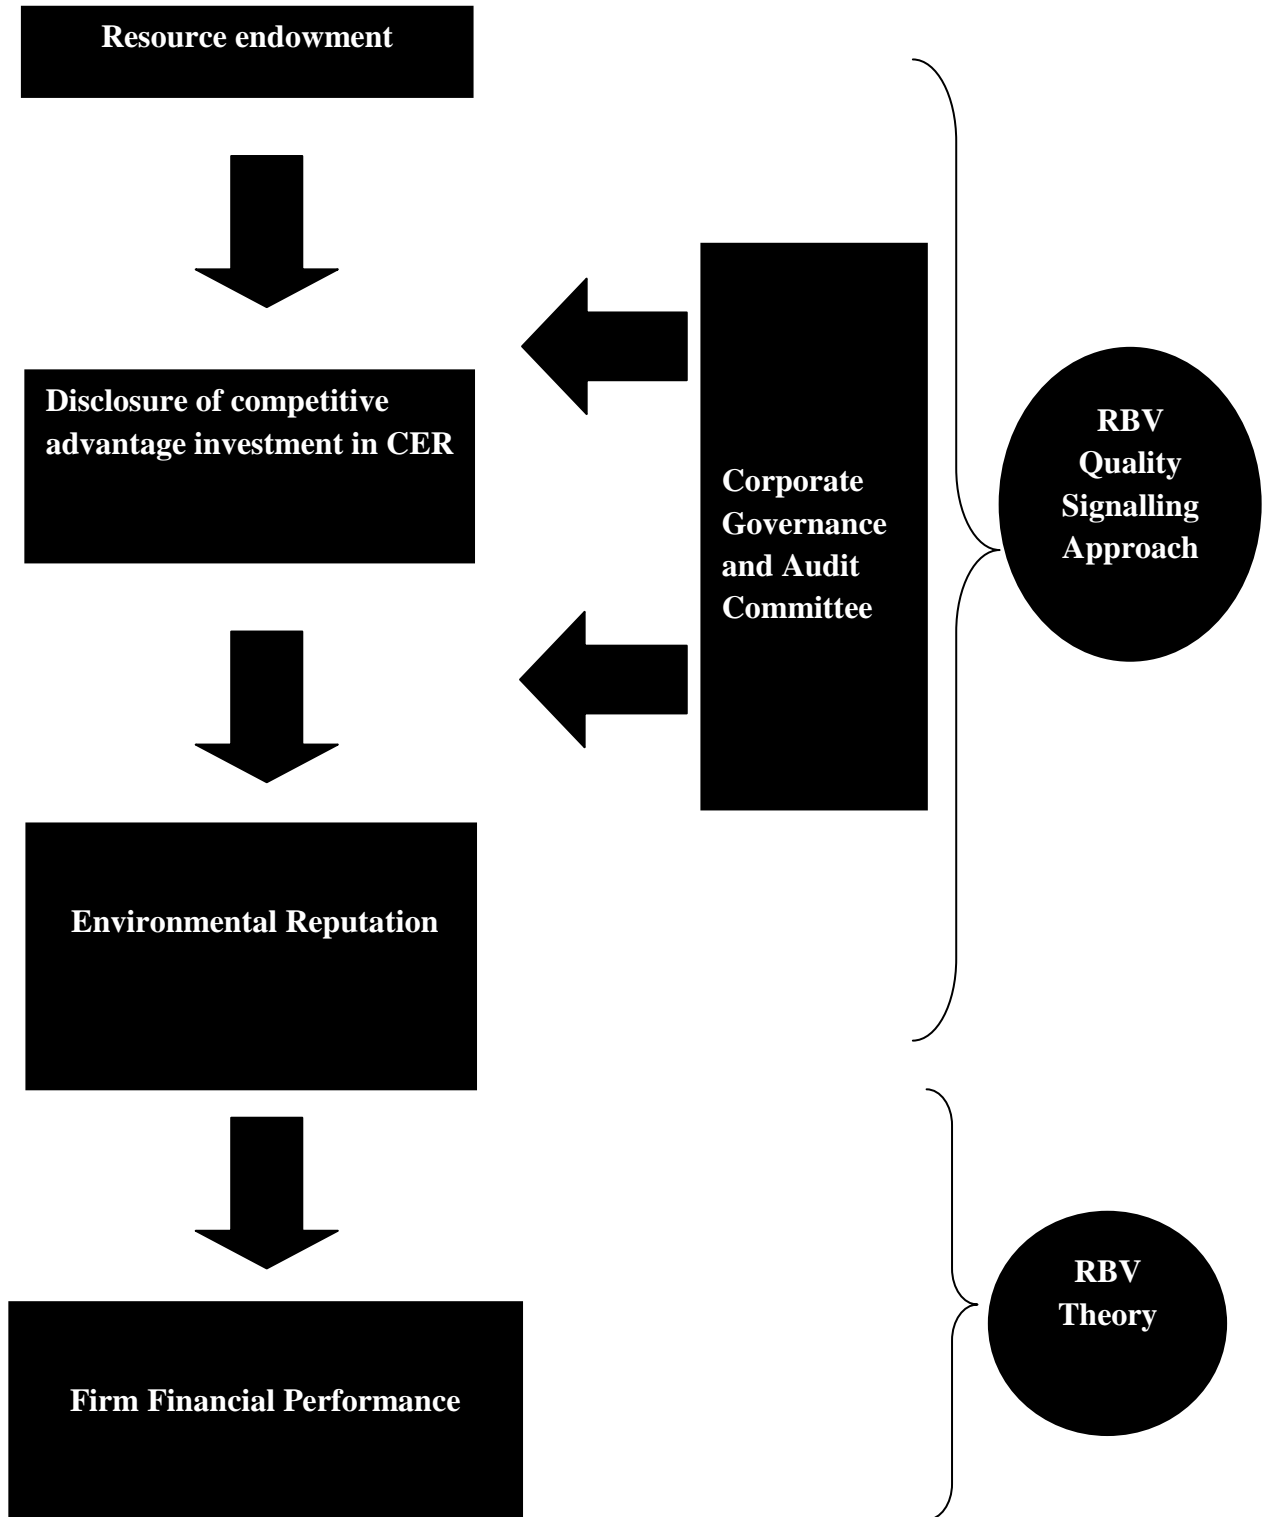 Resource endowment
Disclosure of competitive
advantage investment in CER
Corporate
Governance
and Audit
Committee
RBV
Quality
Signalling
Approach
Environmental Reputation
RBV
Theory
Firm Financial Performance